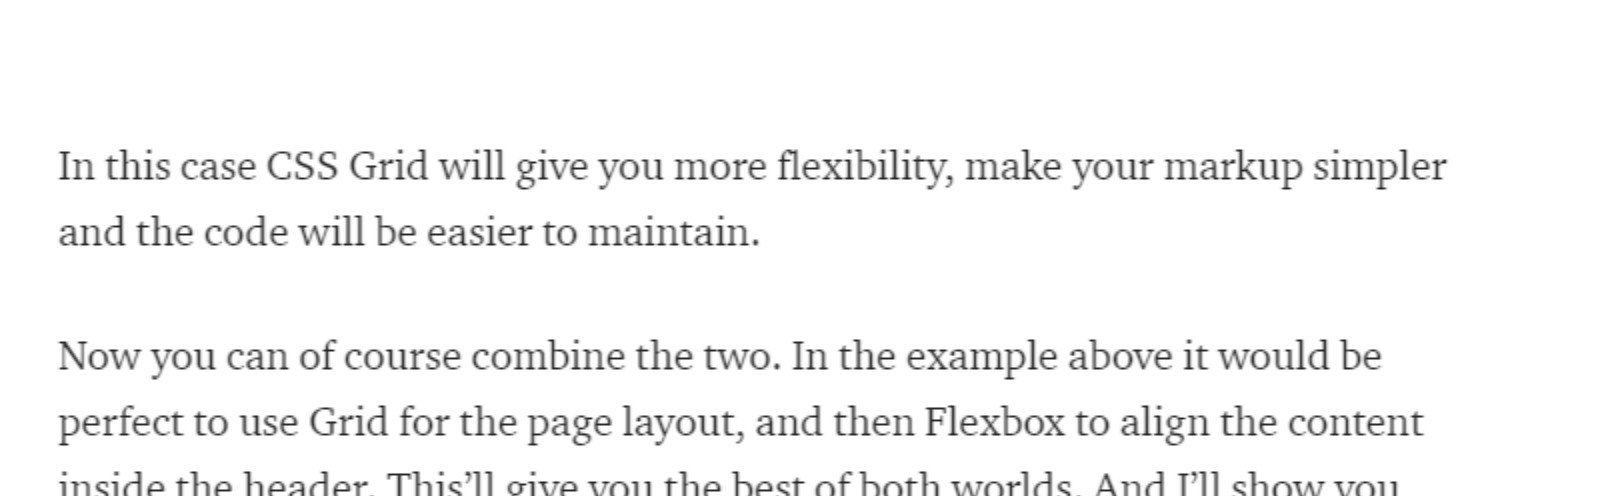 In this case CSS Grid will give you more flexibility, make your markup simpler
and the code will be easier to maintain.
Now you can of course combine the two. In the example above it would be
perfect to use Grid for the page layout, and then Flexbox to align the content
inside the header. This’ll give you the best of both worlds. And I’ll show you